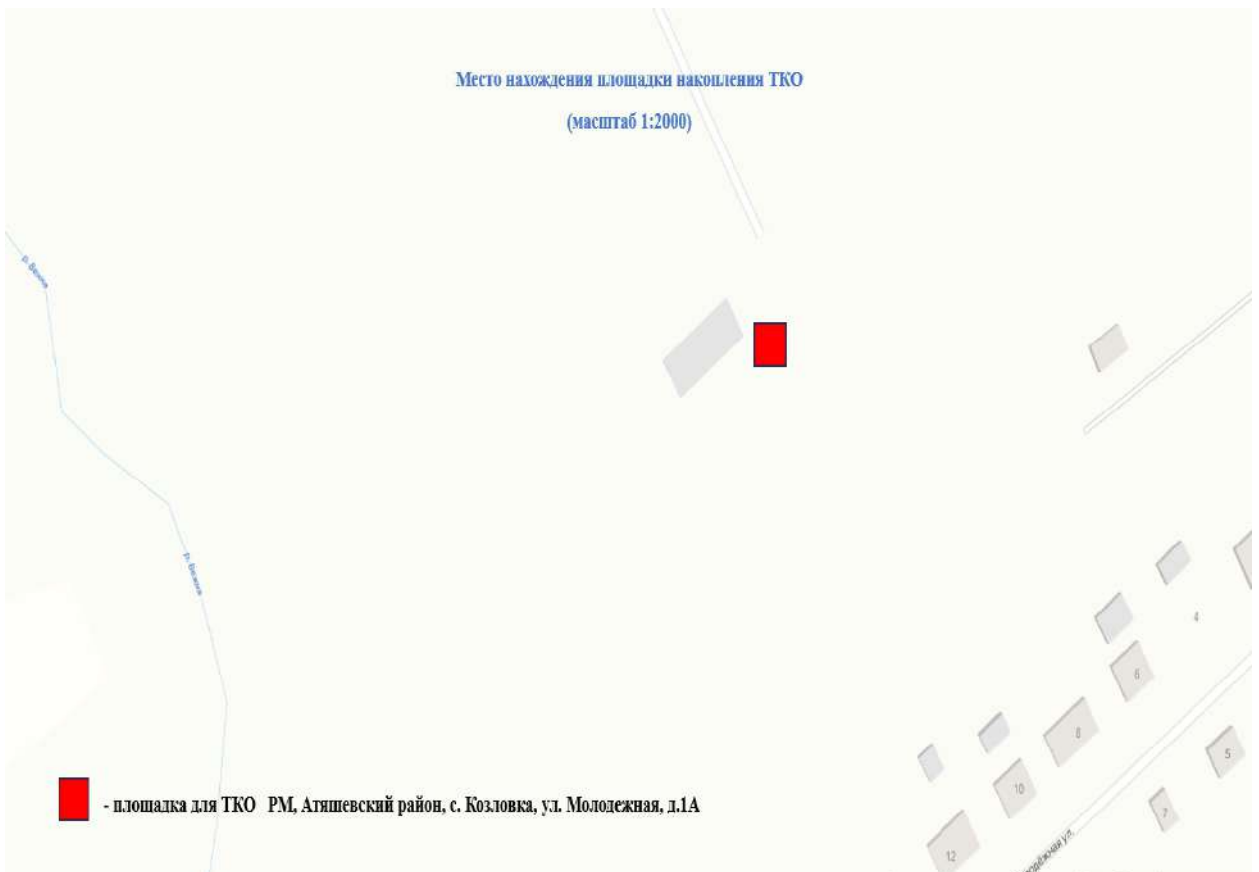 Место нахождения площадки накопления ТКО
(масштаб 1:2000)
р. Вежня
р. Вежня
4
6
8
5
10
7
12
- площадка для ТКО РМ, Атяшевский район, с. Козловка, ул. Молодежная, д.1А